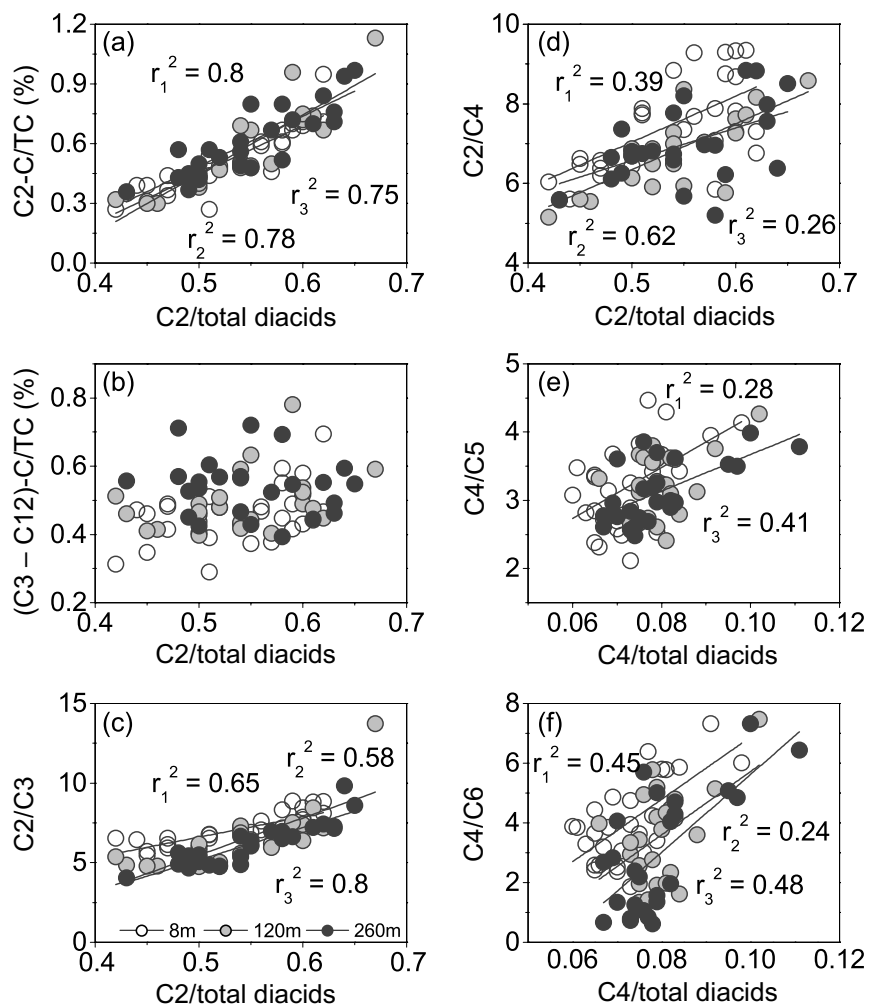 (a)
r₁² = 0.8
r₃² = 0.75
r₂² = 0.78
C2-C/TC (%)
1.2
0.9
0.6
0.3
0.0
0.4 0.5 0.6 0.7
C2/total diacids
(b)
(C3 – C12)-C/TC (%)
0.8
0.6
0.4
0.2
0.4 0.5 0.6 0.7
C2/total diacids
(c)
r₂² = 0.58
r₁² = 0.65
r₃² = 0.8
C2/C3
15
10
5
0
8m 120m 260m
0.4 0.5 0.6 0.7
C2/total diacids
(d)
r₁² = 0.39
r₂² = 0.62
r₃² = 0.26
C2/C4
10
8
6
4
0.4 0.5 0.6 0.7
C2/total diacids
(e)
r₁² = 0.28
r₃² = 0.41
C4/C5
5
4
3
2
0.06 0.08 0.10 0.12
C4/total diacids
(f)
r₁² = 0.45
r₂² = 0.24
r₃² = 0.48
C4/C6
8
6
4
2
0
0.06 0.08 0.10 0.12
C4/total diacids